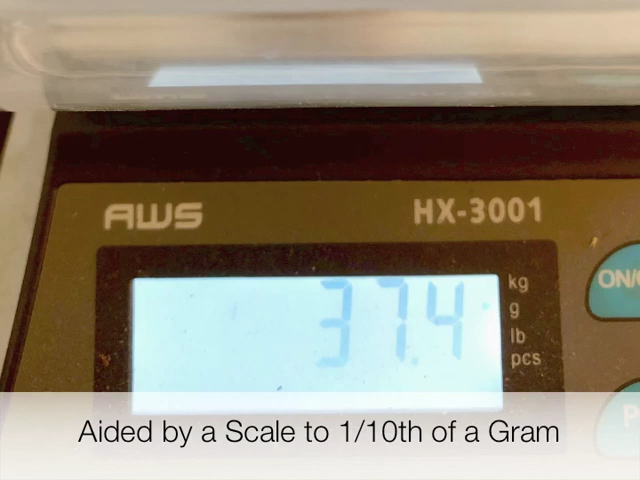 AWS HX-3001
37.4
kg
g
lb
pcs
ON/
P
Aided by a Scale to 1/10th of a Gram